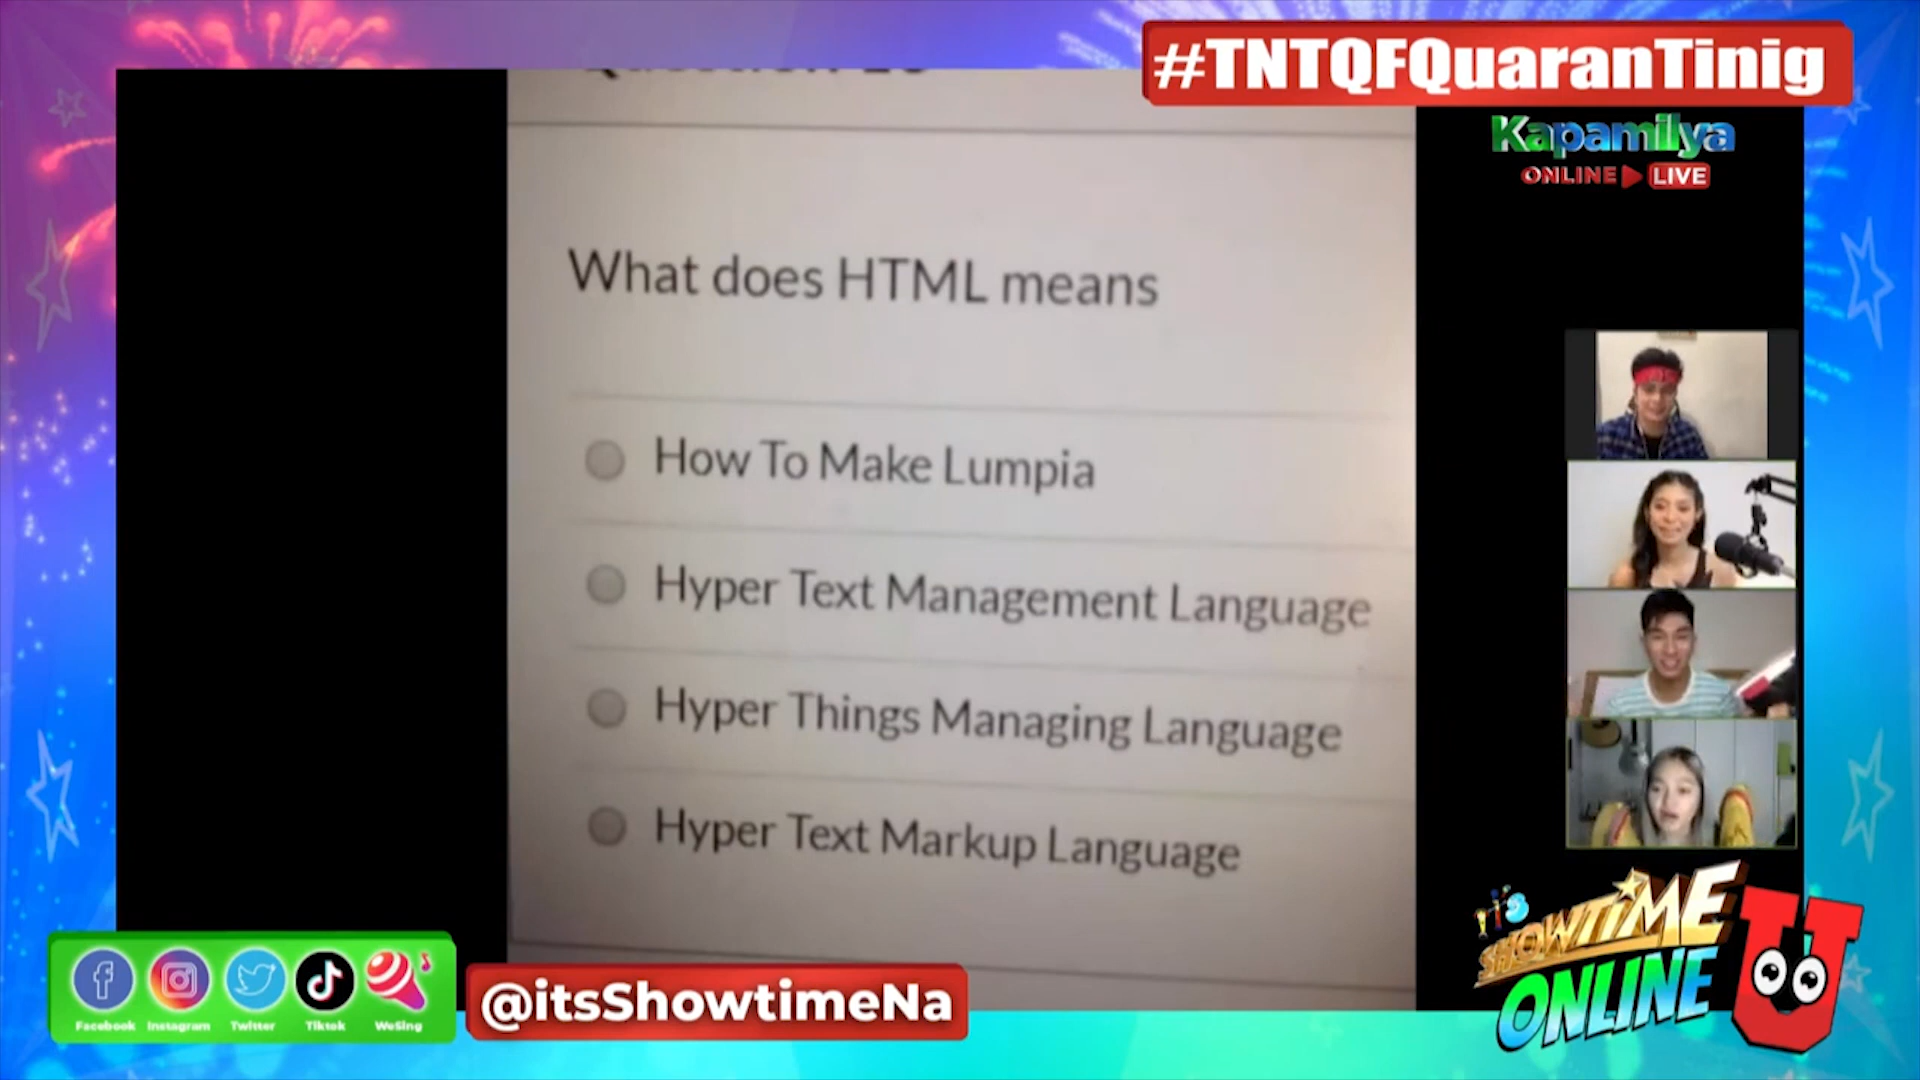 #TNTQFQuaranTinig
Kapamilya
ONLINE LIVE
What does HTML means
How To Make Lumpia
Hyper Text Management Language
Hyper Things Managing Language
Hyper Text Markup Language
Facebook Instagram Twitter Tiktok WeSing
@itsShowtimeNa
it's
SHOWTiME
ONLINE U